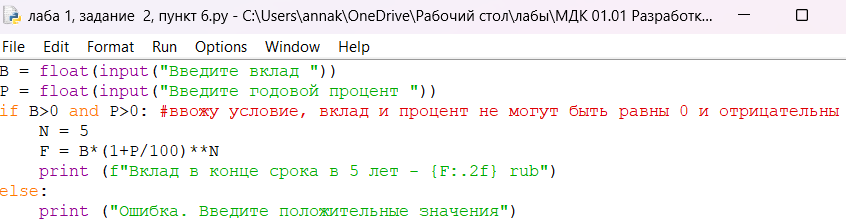 лаба 1, задание  2, пункт 6.py - C:\Users\annak\OneDrive\Рабочий стол\лабы\МДК 01.01 Разработк...
File Edit Format Run Options Window Help
B = float(input("Введите вклад "))
P = float(input("Введите годовой процент "))
if B>0 and P>0: #ввожу условие, вклад и процент не могут быть равны 0 и отрицательны
    N = 5
    F = B*(1+P/100)**N
    print (f"Вклад в конце срока в 5 лет - {F:.2f} rub")
else:
    print ("Ошибка. Введите положительные значения")